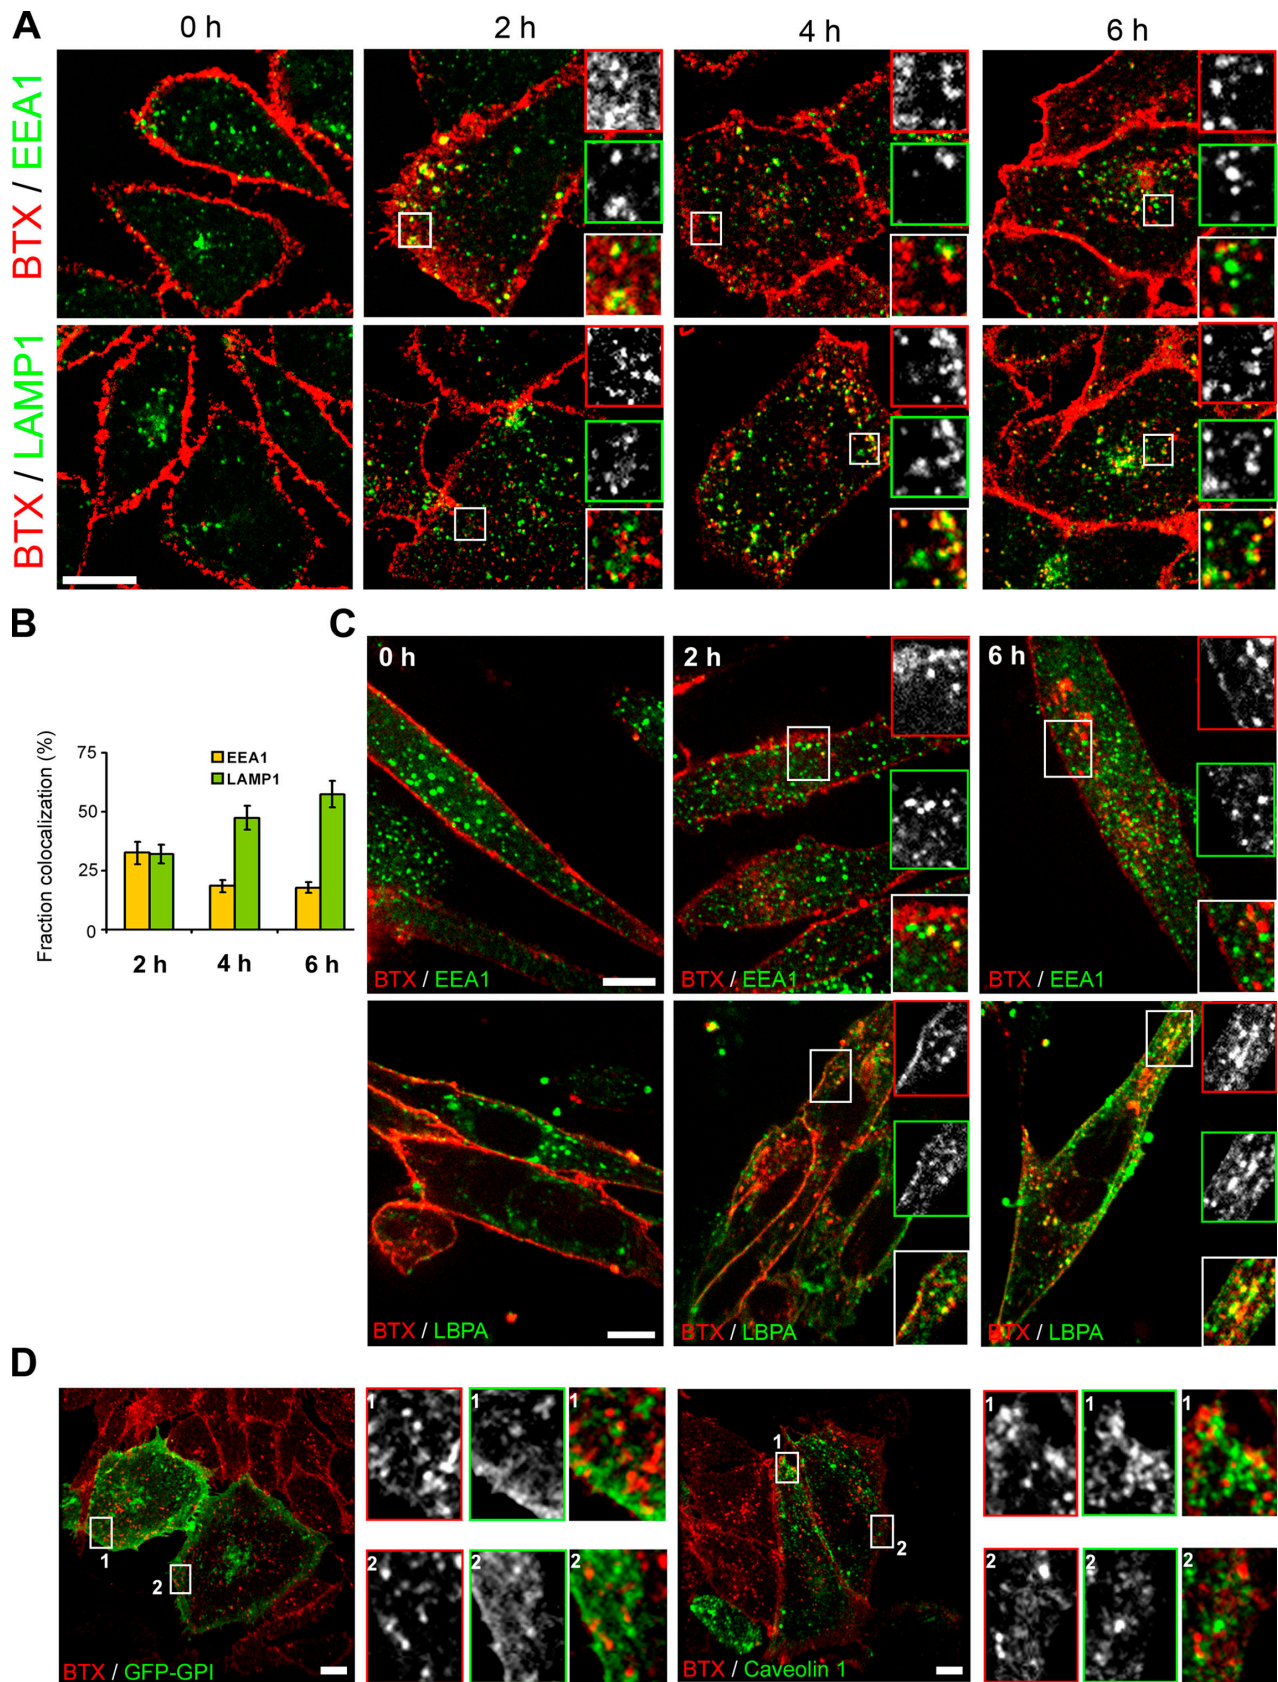 A
0 h
2 h
4 h
6 h
BTX / EEA1
BTX / LAMP1
B
Fraction colocalization (%)
75
50
25
0
EEA1
LAMP1
2 h
4 h
6 h
C
0 h
2 h
6 h
BTX / EEA1
BTX / EEA1
BTX / EEA1
BTX / LBPA
BTX / LBPA
BTX / LBPA
D
1
2
BTX / GFP-GPI
1
1
1
2
2
2
1
2
BTX / Caveolin 1
1
1
1
2
2
2